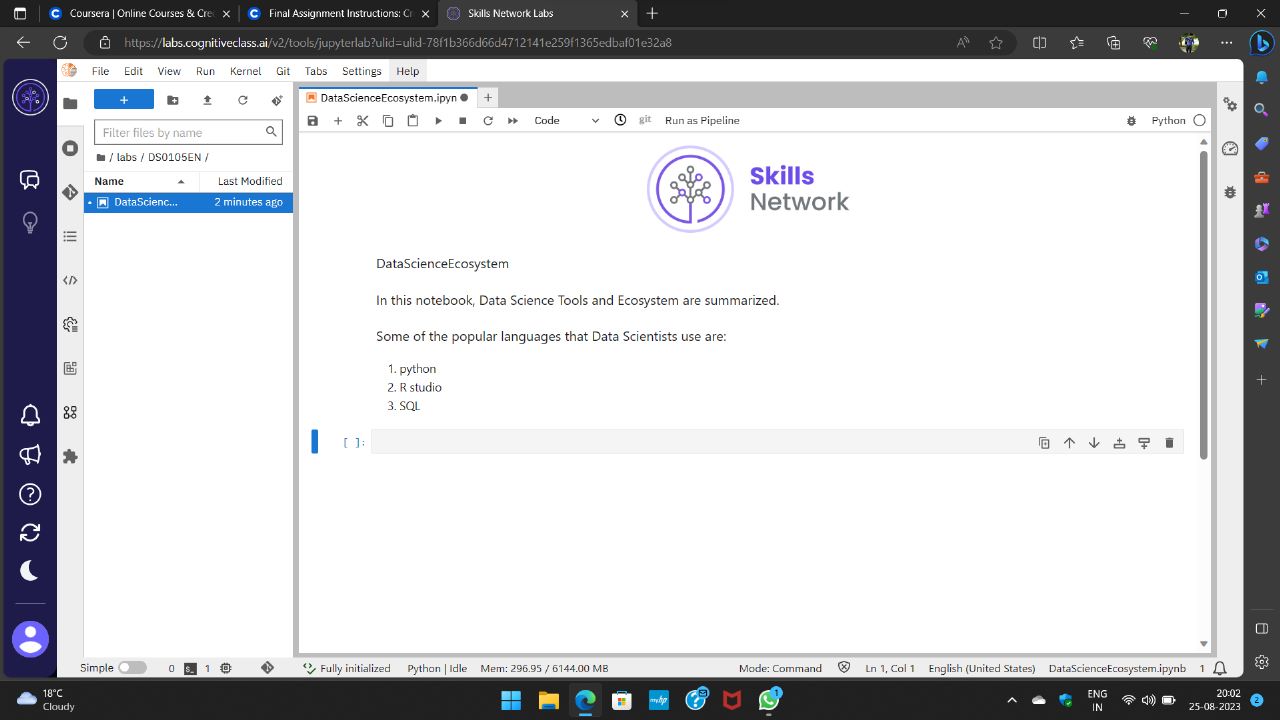 Coursera | Online Courses & Cre
Final Assignment Instructions: Cr
Skills Network Labs
https://labs.cognitiveclass.ai/v2/tools/jupyterlab?ulid=ulid-78f1b366d66d4712141e259f1365edbaf01e32a8
File Edit View Run Kernel Git Tabs Settings Help
DataScienceEcosystem.ipyn
Code
git
Run as Pipeline
Python
Filter files by name
/ labs / DS0105EN /
Name Last Modified
DataScienc... 2 minutes ago
Skills
Network
DataScienceEcosystem
In this notebook, Data Science Tools and Ecosystem are summarized.
Some of the popular languages that Data Scientists use are:
1. python
2. R studio
3. SQL
[ ]:
Simple 0 1 Fully initialized Python | Idle Mem: 296.95 / 6144.00 MB Mode: Command Ln 1, Col 1 English (United States) DataScienceEcosystem.ipynb 1
18°C
Cloudy
1
ENG
IN
20:02
25-08-2023
2